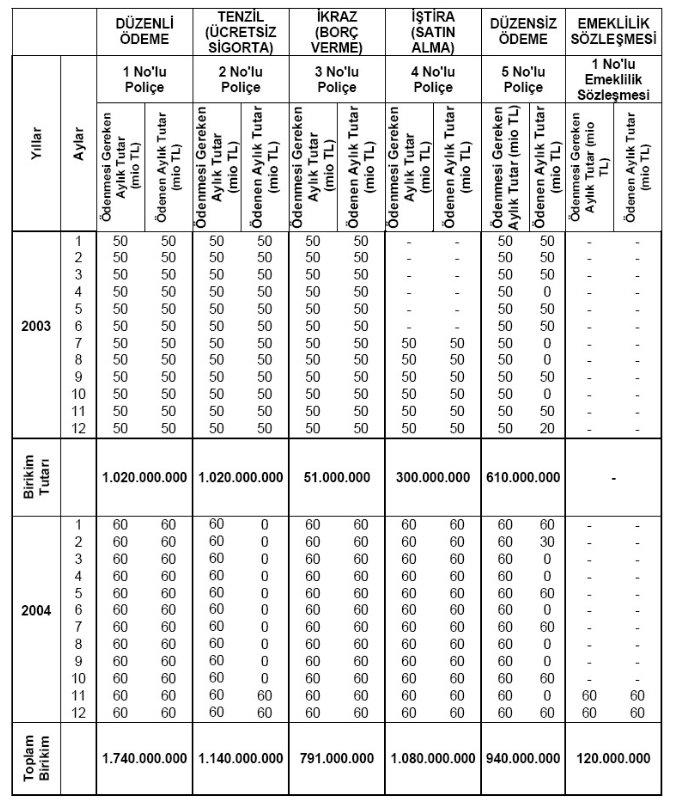 DÜZENLİ ÖDEME TENZİL (ÜCRETSİZ SİGORTA) İKRAZ (BORÇ VERME) İŞTİRA (SATIN ALMA) DÜZENSİZ ÖDEME EMEKLİLİK SÖZLEŞMESİ
Yıllar Aylar 1 No'lu Poliçe 2 No'lu Poliçe 3 No'lu Poliçe 4 No'lu Poliçe 5 No'lu Poliçe 1 No'lu Emeklilik Sözleşmesi
Ödenmesi Gereken Aylık Tutar (mio TL) Ödenen Aylık Tutar (mio TL) Ödenmesi Gereken Aylık Tutar (mio TL) Ödenen Aylık Tutar (mio TL) Ödenmesi Gereken Aylık Tutar (mio TL) Ödenen Aylık Tutar (mio TL) Ödenmesi Gereken Aylık Tutar (mio TL) Ödenen Aylık Tutar (mio TL) Ödenmesi Gereken Aylık Tutar (mio TL) Ödenen Aylık Tutar (mio TL) Ödenmesi Gereken Aylık Tutar (mio TL) Ödenen Aylık Tutar (mio TL)
2003
1 50 50 50 50 50 50 - - 50 50 - -
2 50 50 50 50 50 50 - - 50 50 - -
3 50 50 50 50 50 50 - - 50 50 - -
4 50 50 50 50 50 50 - - 50 0 - -
5 50 50 50 50 50 50 - - 50 50 - -
6 50 50 50 50 50 50 - - 50 50 - -
7 50 50 50 50 50 50 50 50 50 0 - -
8 50 50 50 50 50 50 50 50 50 0 - -
9 50 50 50 50 50 50 50 50 50 50 - -
10 50 50 50 50 50 50 50 50 50 0 - -
11 50 50 50 50 50 50 50 50 50 50 - -
12 50 50 50 50 50 50 50 50 50 20 - -
Birikim Tutarı 1.020.000.000 1.020.000.000 51.000.000 300.000.000 610.000.000 -
2004
1 60 60 60 0 60 60 60 60 60 60 - -
2 60 60 60 0 60 60 60 60 60 30 - -
3 60 60 60 0 60 60 60 60 60 0 - -
4 60 60 60 0 60 60 60 60 60 0 - -
5 60 60 60 0 60 60 60 60 60 60 - -
6 60 60 60 0 60 60 60 60 60 0 - -
7 60 60 60 0 60 60 60 60 60 60 - -
8 60 60 60 0 60 60 60 60 60 0 - -
9 60 60 60 0 60 60 60 60 60 0 - -
10 60 60 60 0 60 60 60 60 60 60 - -
11 60 60 60 60 60 60 60 60 60 0 60 60
12 60 60 60 60 60 60 60 60 60 60 60 60
Toplam Birikim 1.740.000.000 1.140.000.000 791.000.000 1.080.000.000 940.000.000 120.000.000